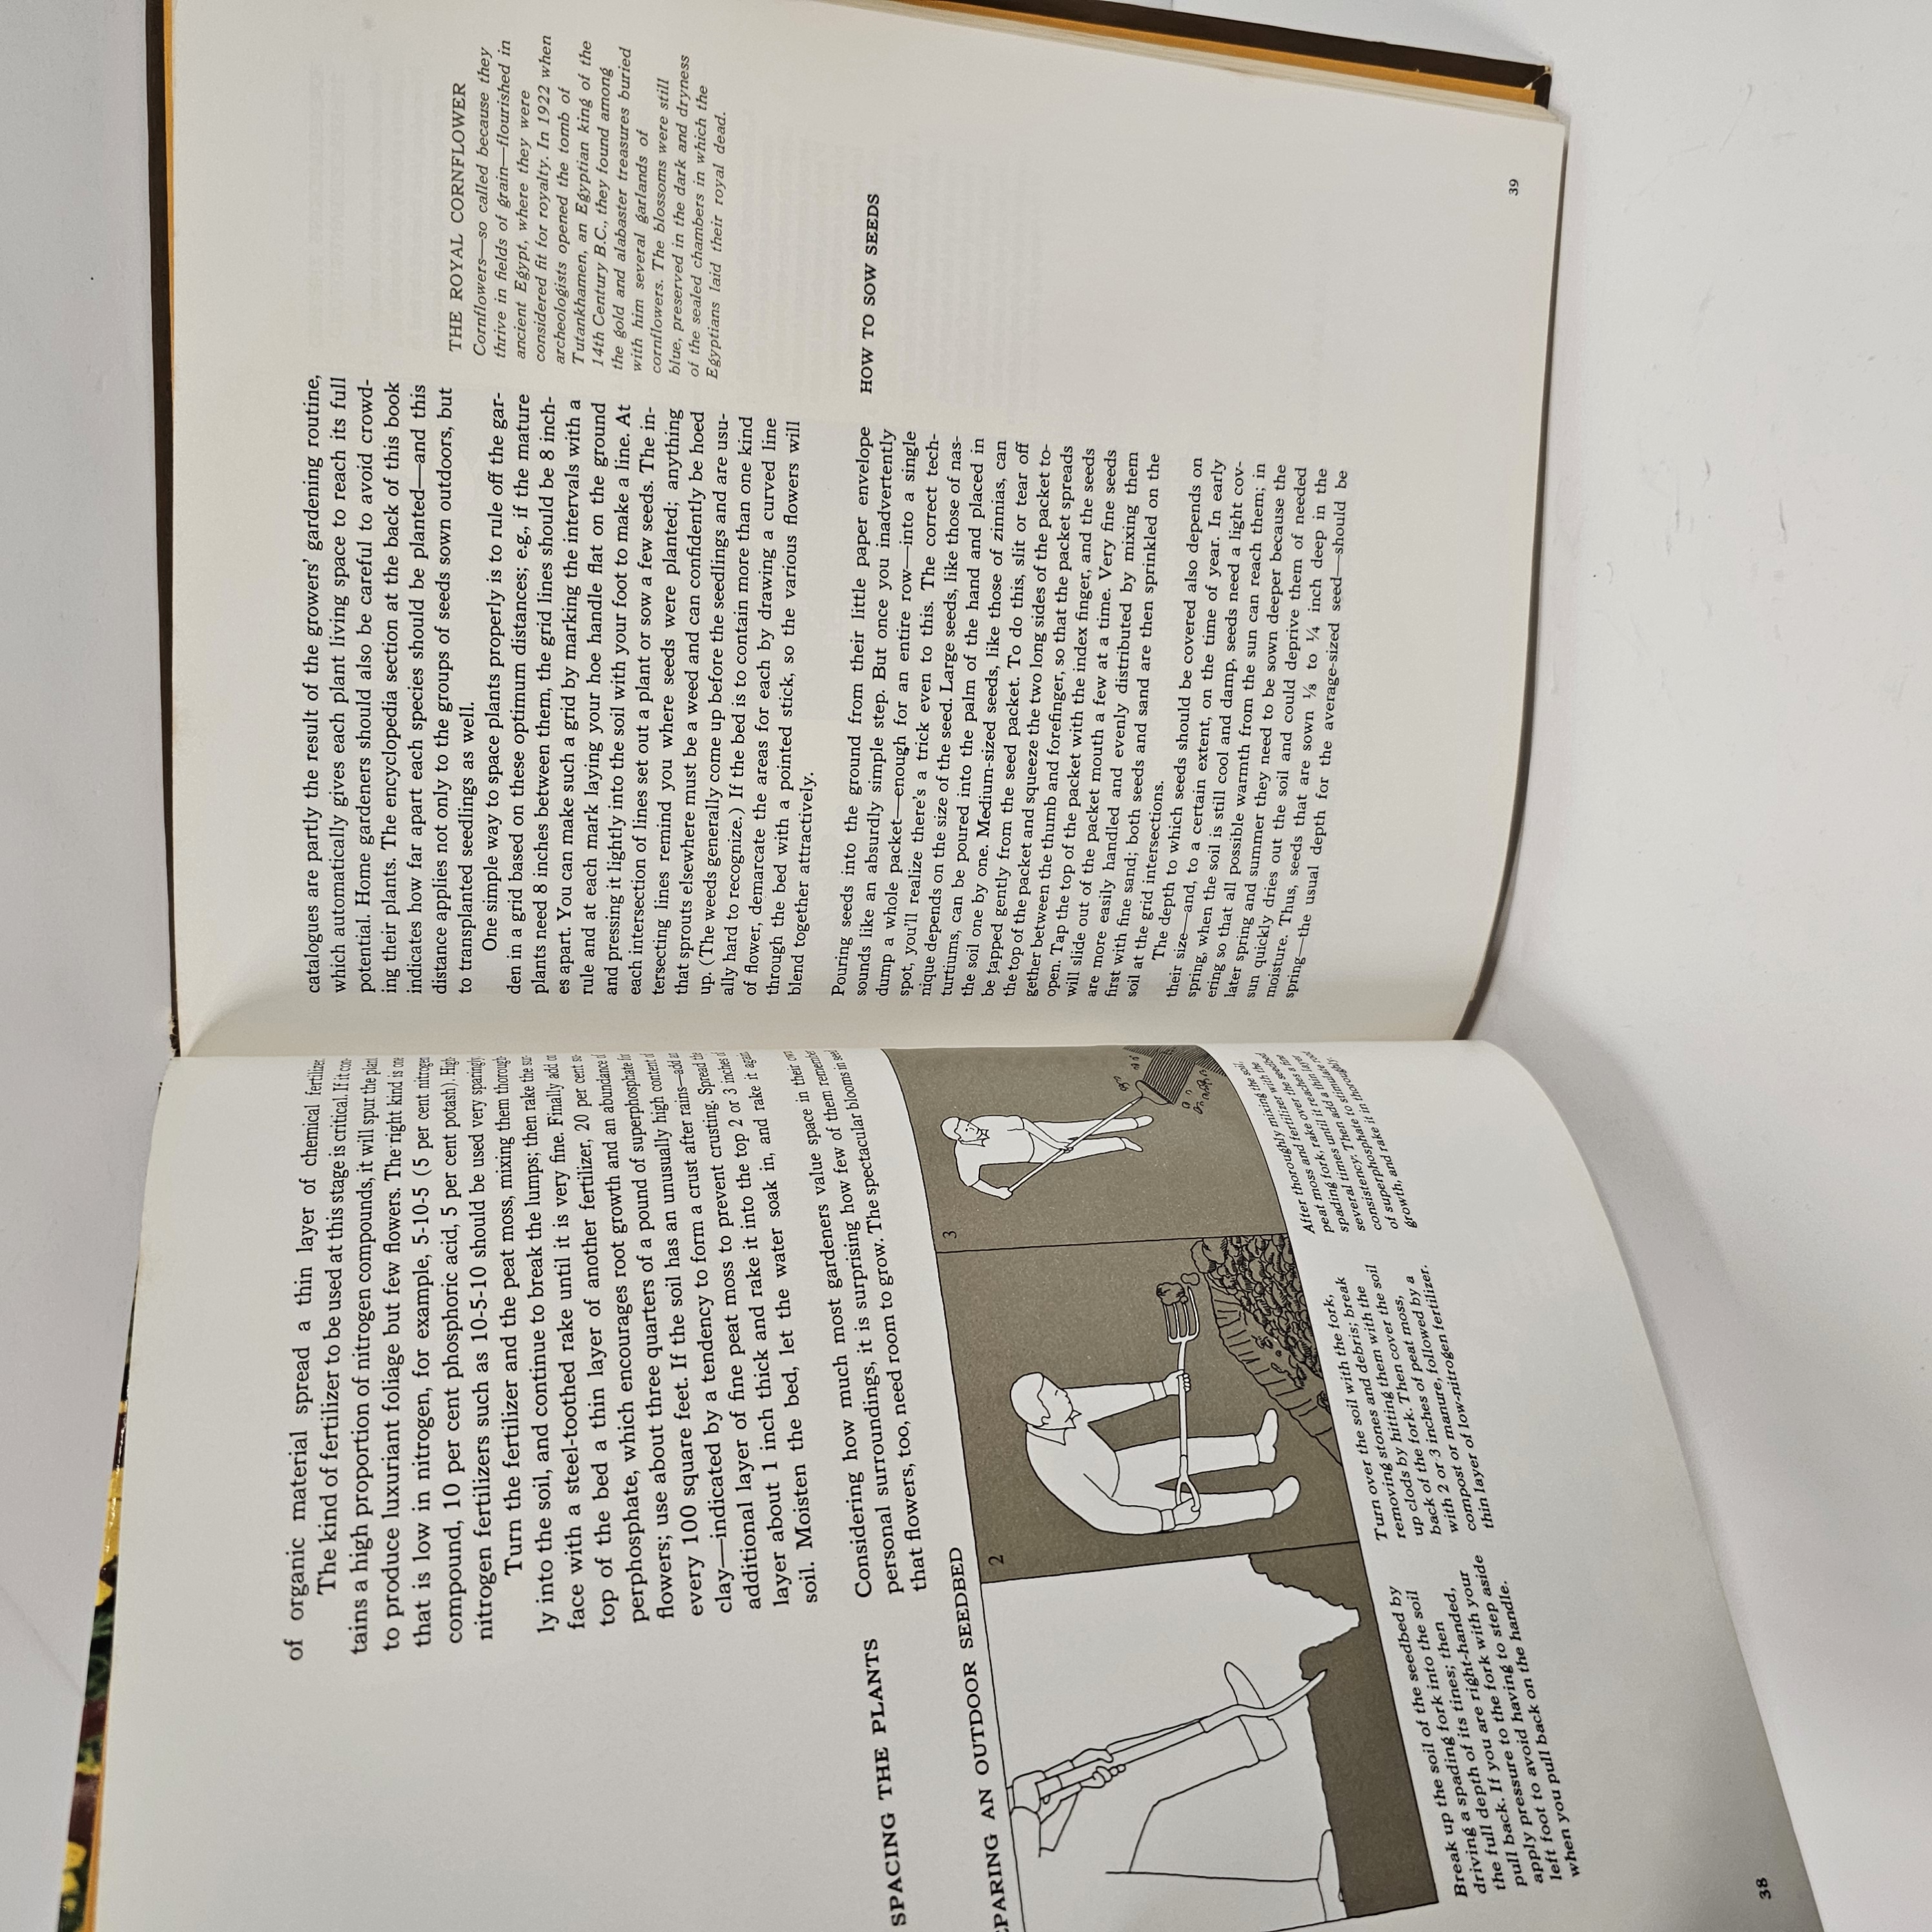 of organic material spread a thin layer of chemical fertilizer.
The kind of fertilizer to be used at this stage is critical. If it con-
tains a high proportion of nitrogen compounds, it will spur the plant
to produce luxuriant foliage but few flowers. The right kind is one
that is low in nitrogen, for example, 5-10-5 (5 per cent nitrogen
compound, 10 per cent phosphoric acid, 5 per cent potash). High-
nitrogen fertilizers such as 10-5-10 should be used very sparingly.
Turn the fertilizer and the peat moss, mixing them thorough-
ly into the soil, and continue to break the lumps; then rake the sur-
face with a steel-toothed rake until it is very fine. Finally add on
top of the bed a thin layer of another fertilizer, 20 per cent su-
perphosphate, which encourages root growth and an abundance of
flowers; use about three quarters of a pound of superphosphate for
every 100 square feet. If the soil has an unusually high content of
clay—indicated by a tendency to form a crust after rains—add an
additional layer of fine peat moss to prevent crusting. Spread the
layer about 1 inch thick and rake it into the top 2 or 3 inches of
soil. Moisten the bed, let the water soak in, and rake it again.
SPACING THE PLANTS
Considering how much most gardeners value space in their own
personal surroundings, it is surprising how few of them remember
that flowers, too, need room to grow. The spectacular blooms in seed
EPARING AN OUTDOOR SEEDBED
2
3
Break up the soil of the seedbed by
driving a spading fork into the soil
the full depth of its tines; then
pull back. If you are right-handed,
apply pressure to the fork with your
left foot to avoid having to step aside
when you pull back on the handle.
Turn over the soil with the fork,
removing stones and debris; break
up clods by hitting them with the
back of the fork. Then cover the soil
with 2 or 3 inches of peat moss,
compost or manure, followed by a
thin layer of low-nitrogen fertilizer.
After thoroughly mixing the soil,
peat moss and fertilizer with the
spading fork, rake over the seedbed
several times until it reaches a fine
consistency. Then add a thin layer
of superphosphate to stimulate root
growth, and rake it in thoroughly.
38
catalogues are partly the result of the growers' gardening routine,
which automatically gives each plant living space to reach its full
potential. Home gardeners should also be careful to avoid crowd-
ing their plants. The encyclopedia section at the back of this book
indicates how far apart each species should be planted—and this
distance applies not only to the groups of seeds sown outdoors, but
to transplanted seedlings as well.
One simple way to space plants properly is to rule off the gar-
den in a grid based on these optimum distances; e.g., if the mature
plants need 8 inches between them, the grid lines should be 8 inch-
es apart. You can make such a grid by marking the intervals with a
rule and at each mark laying your hoe handle flat on the ground
and pressing it lightly into the soil with your foot to make a line. At
each intersection of lines set out a plant or sow a few seeds. The in-
tersecting lines remind you where seeds were planted; anything
that sprouts elsewhere must be a weed and can confidently be hoed
up. (The weeds generally come up before the seedlings and are usu-
ally hard to recognize.) If the bed is to contain more than one kind
of flower, demarcate the areas for each by drawing a curved line
through the bed with a pointed stick, so the various flowers will
blend together attractively.
THE ROYAL CORNFLOWER
Cornflowers—so called because they
thrive in fields of grain—flourished in
ancient Egypt, where they were
considered fit for royalty. In 1922 when
archeologists opened the tomb of
Tutankhamen, an Egyptian king of the
14th Century B.C., they found among
the gold and alabaster treasures buried
with him several garlands of
cornflowers. The blossoms were still
blue, preserved in the dark and dryness
of the sealed chambers in which the
Egyptians laid their royal dead.
HOW TO SOW SEEDS
Pouring seeds into the ground from their little paper envelope
sounds like an absurdly simple step. But once you inadvertently
dump a whole packet—enough for an entire row—into a single
spot, you'll realize there's a trick even to this. The correct tech-
nique depends on the size of the seed. Large seeds, like those of nas-
turtiums, can be poured into the palm of the hand and placed in
the soil one by one. Medium-sized seeds, like those of zinnias, can
be tapped gently from the seed packet. To do this, slit or tear off
the top of the packet and squeeze the two long sides of the packet to-
gether between the thumb and forefinger, so that the packet spreads
open. Tap the top of the packet with the index finger, and the seeds
will slide out of the packet mouth a few at a time. Very fine seeds
are more easily handled and evenly distributed by mixing them
first with fine sand; both seeds and sand are then sprinkled on the
soil at the grid intersections.
The depth to which seeds should be covered also depends on
their size—and, to a certain extent, on the time of year. In early
spring, when the soil is still cool and damp, seeds need a light cov-
ering so that all possible warmth from the sun can reach them; in
later spring and summer they need to be sown deeper because the
sun quickly dries out the soil and could deprive them of needed
moisture. Thus, seeds that are sown ⅛ to ¼ inch deep in the
spring—the usual depth for the average-sized seed—should be
39